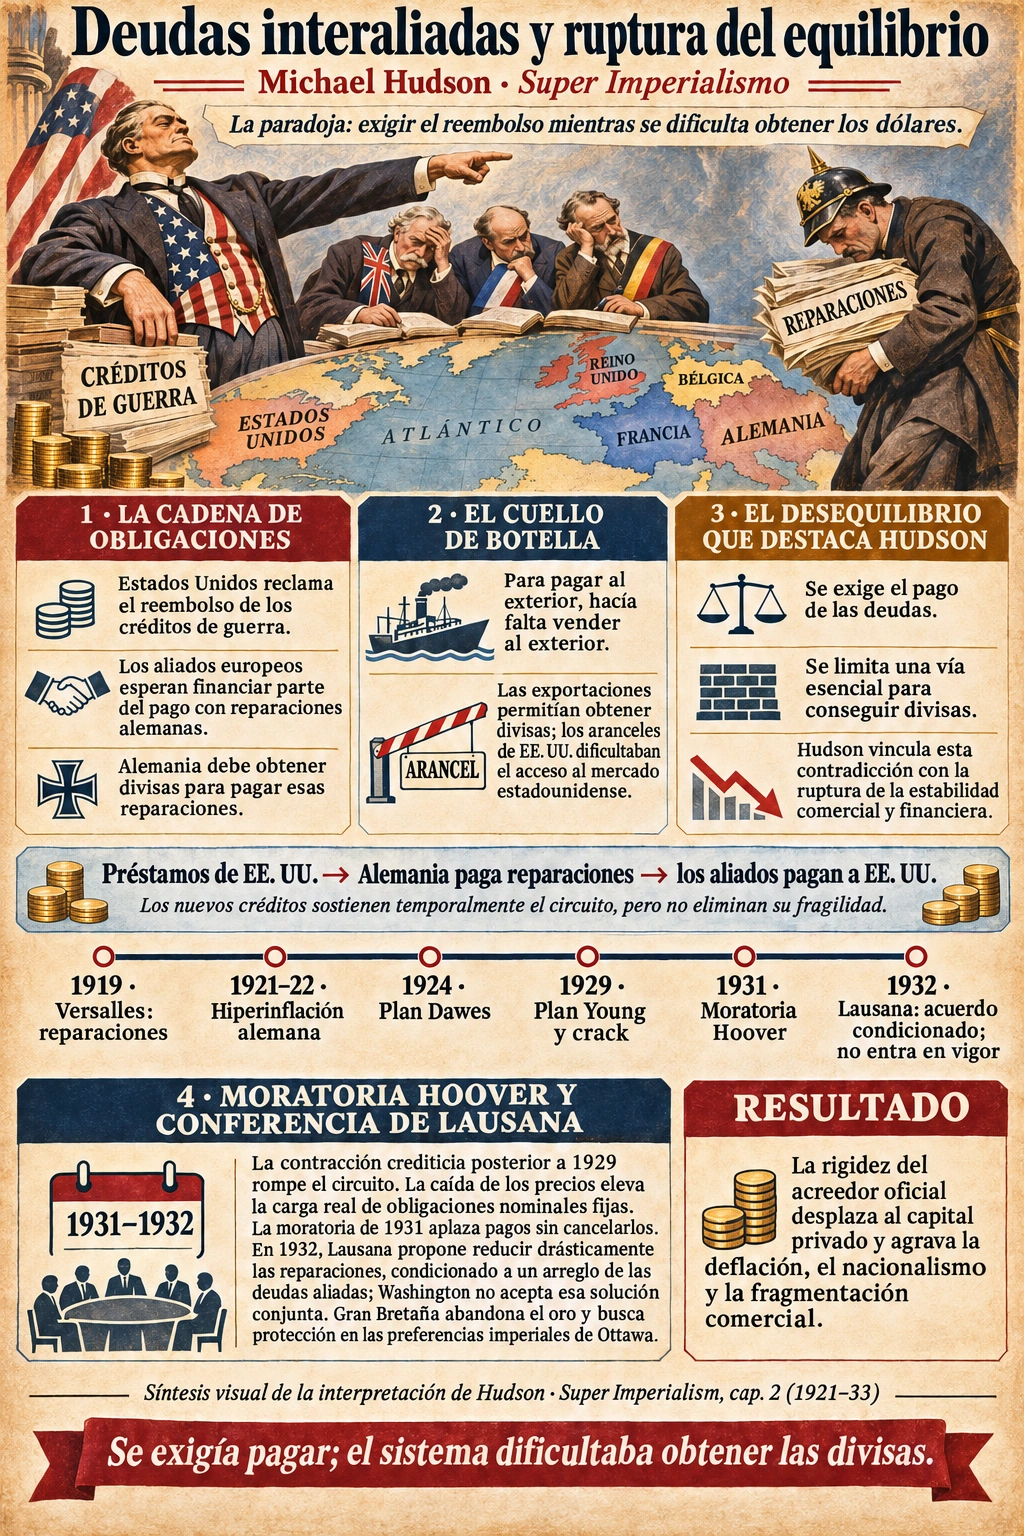 Deudas interaliadas y ruptura del equilibrio
Michael Hudson · Super Imperialismo
La paradoja: exigir el reembolso mientras se dificulta obtener los dólares.
CRÉDITOS
DE GUERRA
REPARACIONES
ESTADOS
UNIDOS
ATLÁNTICO
REINO
UNIDO
BÉLGICA
FRANCIA
ALEMANIA
1 · LA CADENA DE
OBLIGACIONES
Estados Unidos reclama
el reembolso de los
créditos de guerra.
Los aliados europeos
esperan financiar parte
del pago con reparaciones
alemanas.
Alemania debe obtener
divisas para pagar esas
reparaciones.
2 · EL CUELLO
DE BOTELLA
Para pagar al
exterior, hacía
falta vender
al exterior.
Las exportaciones
permitían obtener
divisas; los aranceles
de EE. UU. dificultaban
el acceso al mercado
estadounidense.
ARANCEL
3 · EL DESEQUILIBRIO
QUE DESTACA HUDSON
Se exige el pago
de las deudas.
Se limita una vía
esencial para
conseguir divisas.
Hudson vincula esta
contradicción con la
ruptura de la estabilidad
comercial y financiera.
Préstamos de EE. UU. → Alemania paga reparaciones → los aliados pagan a EE. UU.
Los nuevos créditos sostienen temporalmente el circuito, pero no eliminan su fragilidad.
1919 ·
Versalles:
reparaciones
1921–22 ·
Hiperinflación
alemana
1924 ·
Plan Dawes
1929 ·
Plan Young
y crack
1931 ·
Moratoria
Hoover
1932 ·
Lausana: acuerdo
condicionado;
no entra en vigor
4 · MORATORIA HOOVER Y
CONFERENCIA DE LAUSANA
1931–1932
La contracción crediticia posterior a 1929
rompe el circuito. La caída de los precios eleva
la carga real de obligaciones nominales fijas.
La moratoria de 1931 aplaza pagos sin cancelarlos.
En 1932, Lausana propone reducir drásticamente
las reparaciones, condicionado a un arreglo de las
deudas aliadas; Washington no acepta esa solución
conjunta. Gran Bretaña abandona el oro y busca
protección en las preferencias imperiales de Ottawa.
RESULTADO
La rigidez del
acreedor oficial
desplaza al capital
privado y agrava la
deflación, el nacionalismo
y la fragmentación
comercial.
Síntesis visual de la interpretación de Hudson · Super Imperialism, cap. 2 (1921–33)
Se exigía pagar; el sistema dificultaba obtener las divisas.